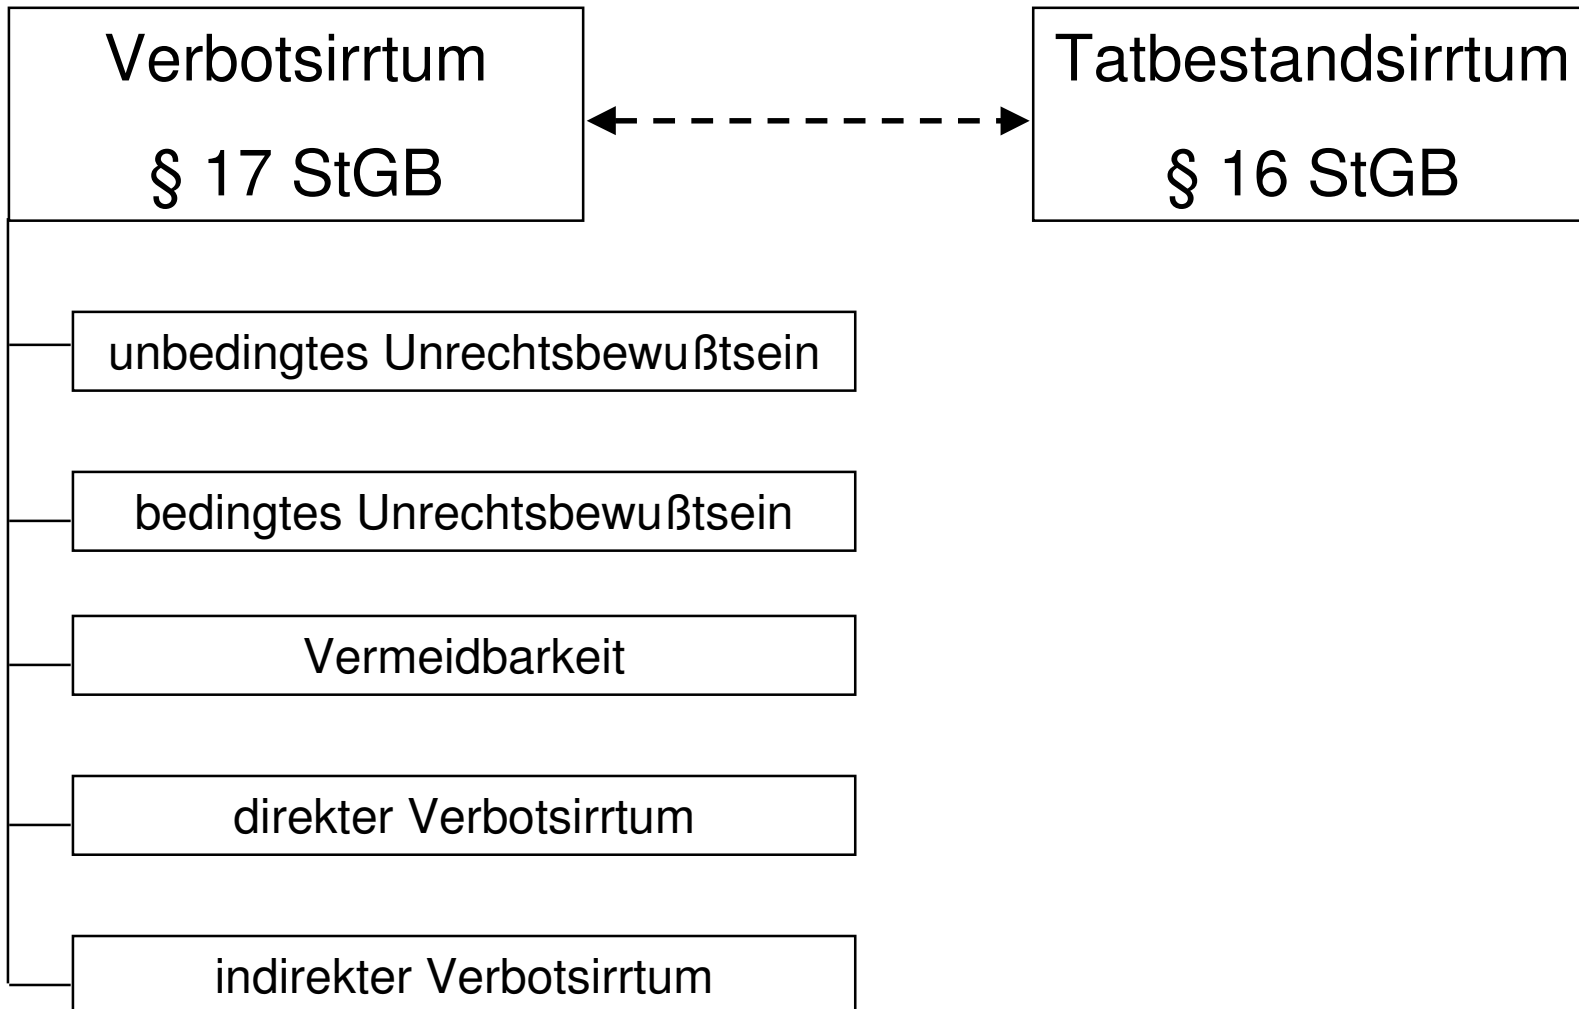 Verbotsirrtum
§ 17 StGB
Tatbestandsirrtum
§ 16 StGB
unbedingtes Unrechtsbewußtsein
bedingtes Unrechtsbewußtsein
Vermeidbarkeit
direkter Verbotsirrtum
indirekter Verbotsirrtum